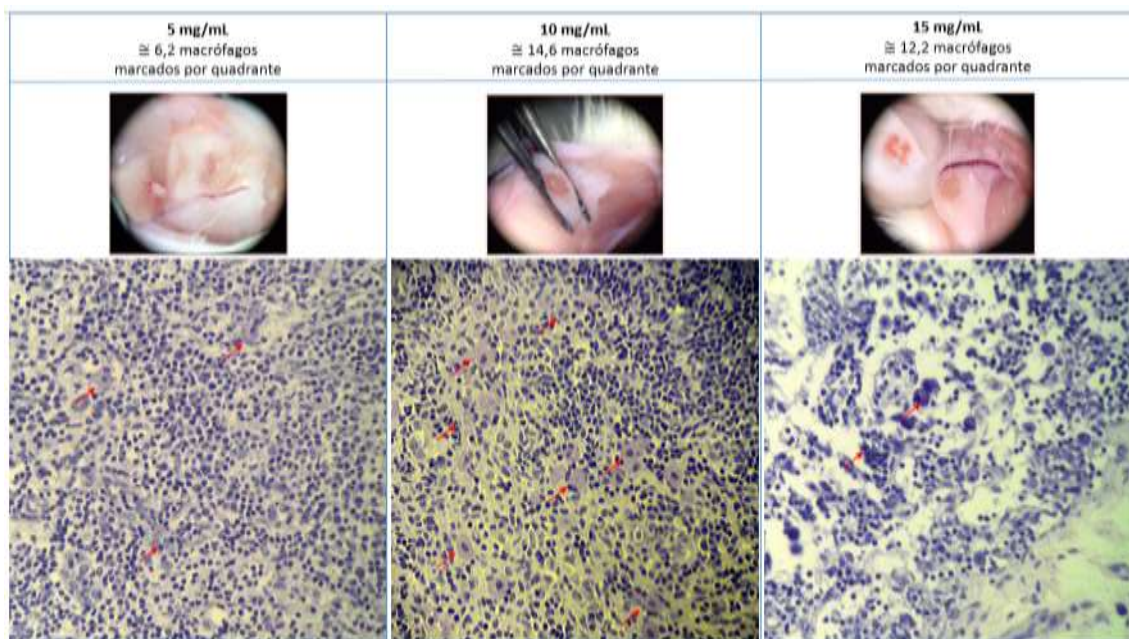 5 mg/mL
≅ 6,2 macrófagos
marcados por quadrante
10 mg/mL
≅ 14,6 macrófagos
marcados por quadrante
15 mg/mL
≅ 12,2 macrófagos
marcados por quadrante